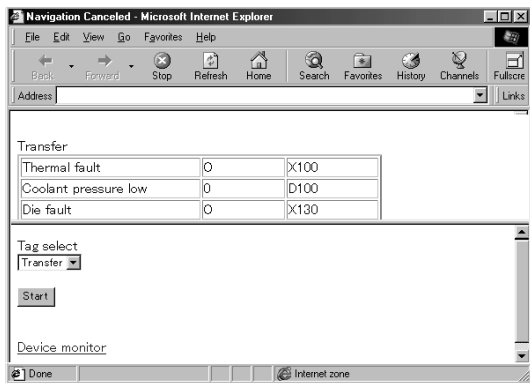 Navigation Canceled - Microsoft Internet Explorer
File Edit View Go Favorites Help
Back Forward Stop Refresh Home Search Favorites History Channels Fullscre
Address Links
Transfer
Thermal fault O X100
Coolant pressure low 0 D100
Die fault O X130
Tag select
Transfer
Start
Device monitor
Done Internet zone